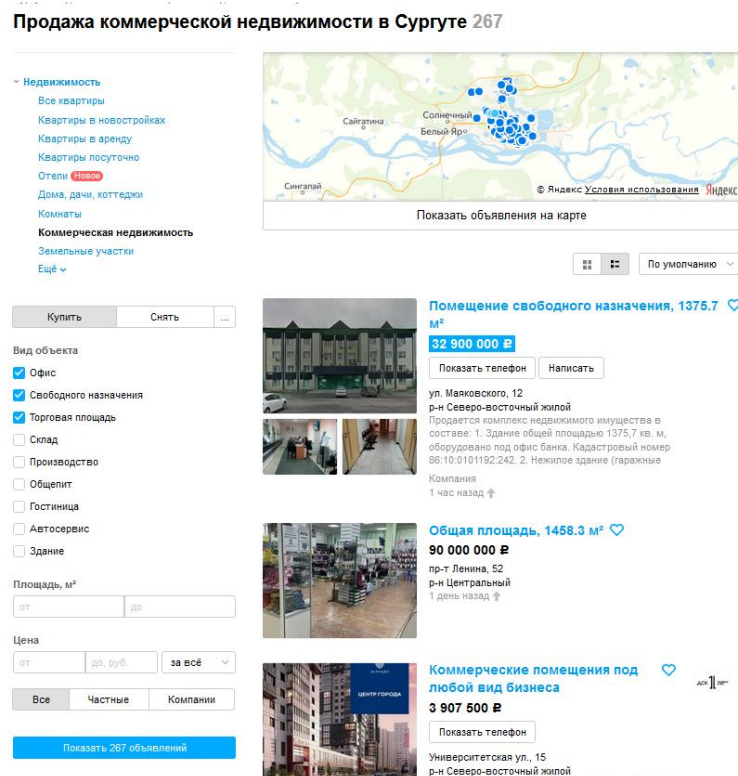 Продажа коммерческой недвижимости в Сургуте 267
Недвижимость
Все квартиры
Квартиры в новостройках
Квартиры в аренду
Квартиры посуточно
Отели Новое
Дома, дачи, коттеджи
Комнаты
Коммерческая недвижимость
Земельные участки
Ещё
Купить
Снять
...
Вид объекта
Офис
Свободного назначения
Торговая площадь
Склад
Производство
Общепит
Гостиница
Автосервис
Здание
Площадь, м²
от
до
Цена
от
до, руб.
за всё
Все
Частные
Компании
Показать 267 объявлений
Сайгатина
Солнечный
Белый Яр
Сингапай
© Яндекс Условия использования Яндекс
Показать объявления на карте
По умолчанию
Помещение свободного назначения, 1375.7
м²
32 900 000 ₽
Показать телефон
Написать
ул. Маяковского, 12
р-н Северо-восточный жилой
Продается комплекс недвижимого имущества в
составе: 1. Здание общей площадью 1375,7 кв. м,
оборудовано под офис банка. Кадастровый номер
86:10:0101192:242. 2. Нежилое здание (гаражные
Компания
1 час назад
Общая площадь, 1458.3 м²
90 000 000 ₽
пр-т Ленина, 52
р-н Центральный
1 день назад
ЦЕНТР ГОРОДА
Коммерческие помещения под
любой вид бизнеса
3 907 500 ₽
Показать телефон
Университетская ул., 15
р-н Северо-восточный жилой